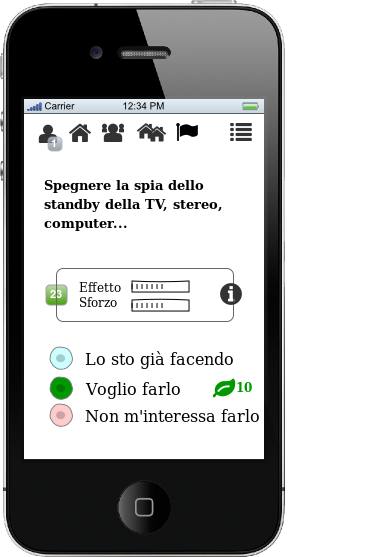 Carrier 12:34 PM
1
Spegnere la spia dello
standby della TV, stereo,
computer...
23
Effetto
Sforzo
Lo sto già facendo
Voglio farlo 10
Non m'interessa farlo